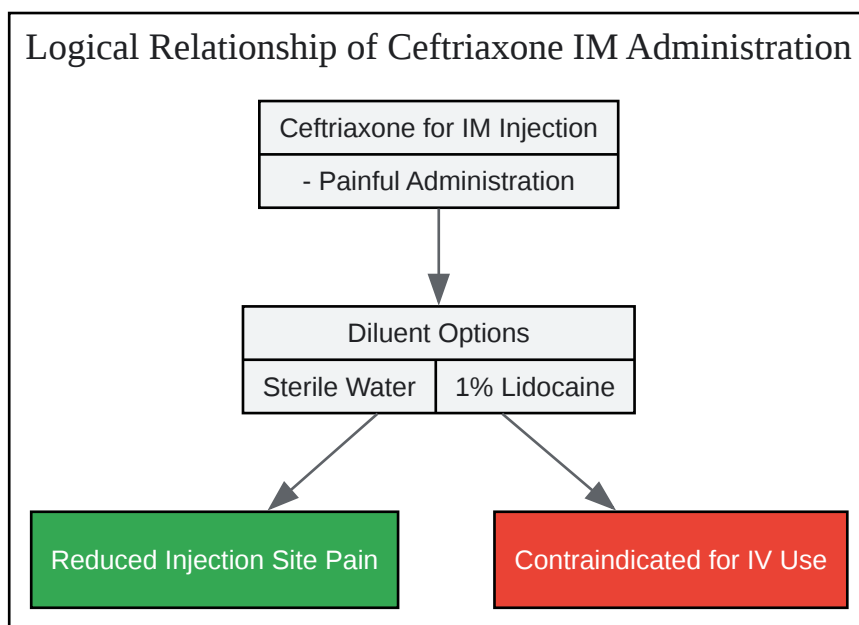 Logical Relationship of Ceftriaxone IM Administration
Ceftriaxone for IM Injection
- Painful Administration
Diluent Options
Sterile Water
1% Lidocaine
Reduced Injection Site Pain
Contraindicated for IV Use